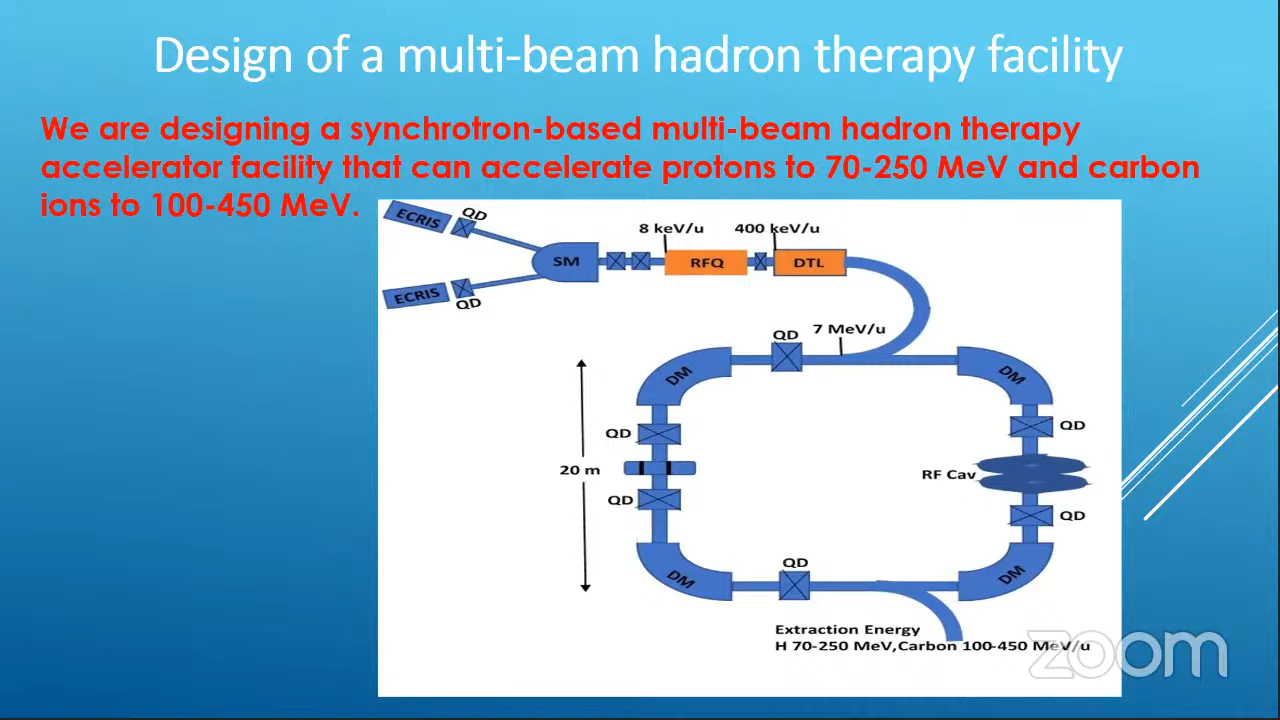 Design of a multi-beam hadron therapy facility
We are designing a synchrotron-based multi-beam hadron therapy
accelerator facility that can accelerate protons to 70-250 MeV and carbon
ions to 100-450 MeV.
ECRIS
QD
8 keV/u
400 keV/u
SM
RFQ
DTL
ECRIS
QD
QD
7 MeV/u
DM
DM
QD
QD
20 m
RF Cav
QD
QD
QD
DM
DM
Extraction Energy
H 70-250 MeV,Carbon 100-450 MeV/u
zoom